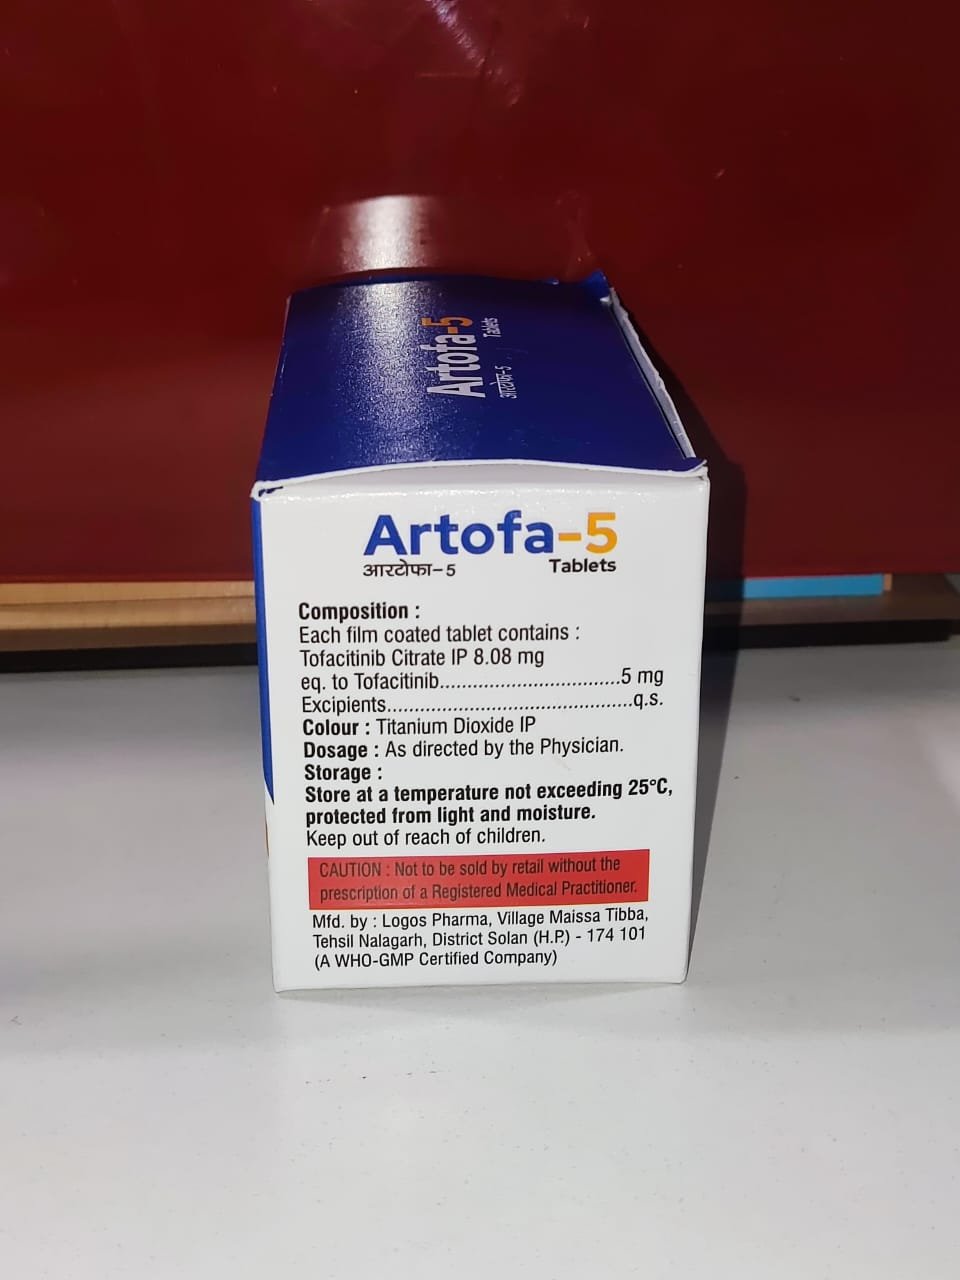 Artofa-5
Tablets
आरटोफा-5
Artofa-5
आरटोफा-5 Tablets
Composition :
Each film coated tablet contains :
Tofacitinib Citrate IP 8.08 mg
eq. to Tofacitinib.................................5 mg
Excipients.............................................q.s.
Colour : Titanium Dioxide IP
Dosage : As directed by the Physician.
Storage :
Store at a temperature not exceeding 25°C,
protected from light and moisture.
Keep out of reach of children.
CAUTION : Not to be sold by retail without the
prescription of a Registered Medical Practitioner.
Mfd. by : Logos Pharma, Village Maissa Tibba,
Tehsil Nalagarh, District Solan (H.P.) - 174 101
(A WHO-GMP Certified Company)